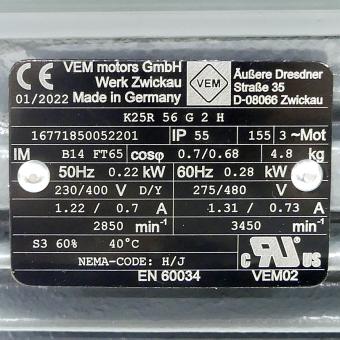 VEM motors GmbH
Werk Zwickau
01/2022 Made in Germany
VEM
Äußere Dresdner
Straße 35
D-08066 Zwickau
K25R 56 G 2 H
16771850052201 IP 55 155 3~Mot
IM B14 FT65 cosφ 0.7/0.68 4.8 kg
50Hz 0.22 kW 60Hz 0.28 kW
230/400 V D/Y 275/480 V
1.22 / 0.7 A 1.31 / 0.73 A
2850 min⁻¹ 3450 min⁻¹
S3 60% 40°C
NEMA-CODE: H/J
c RU US
EN 60034 VEM02